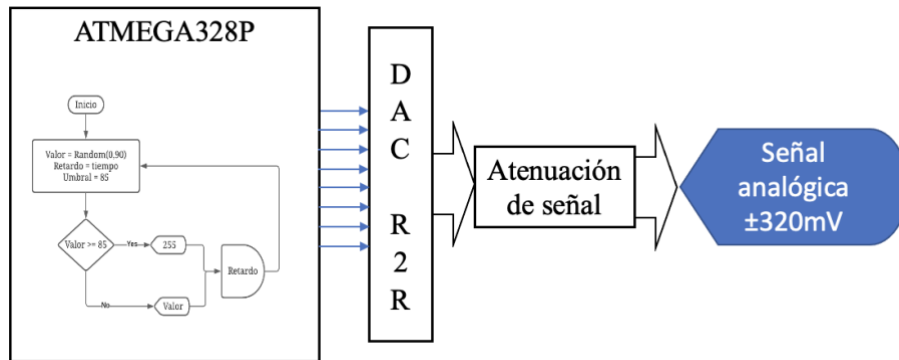 ATMEGA328P
Inicio
Valor = Random(0,90)
Retardo = tiempo
Umbral = 85
Valor >= 85
Yes
255
Retardo
No
Valor
D
A
C
R
2
R
Atenuación
de señal
Señal
analógica
±320mV